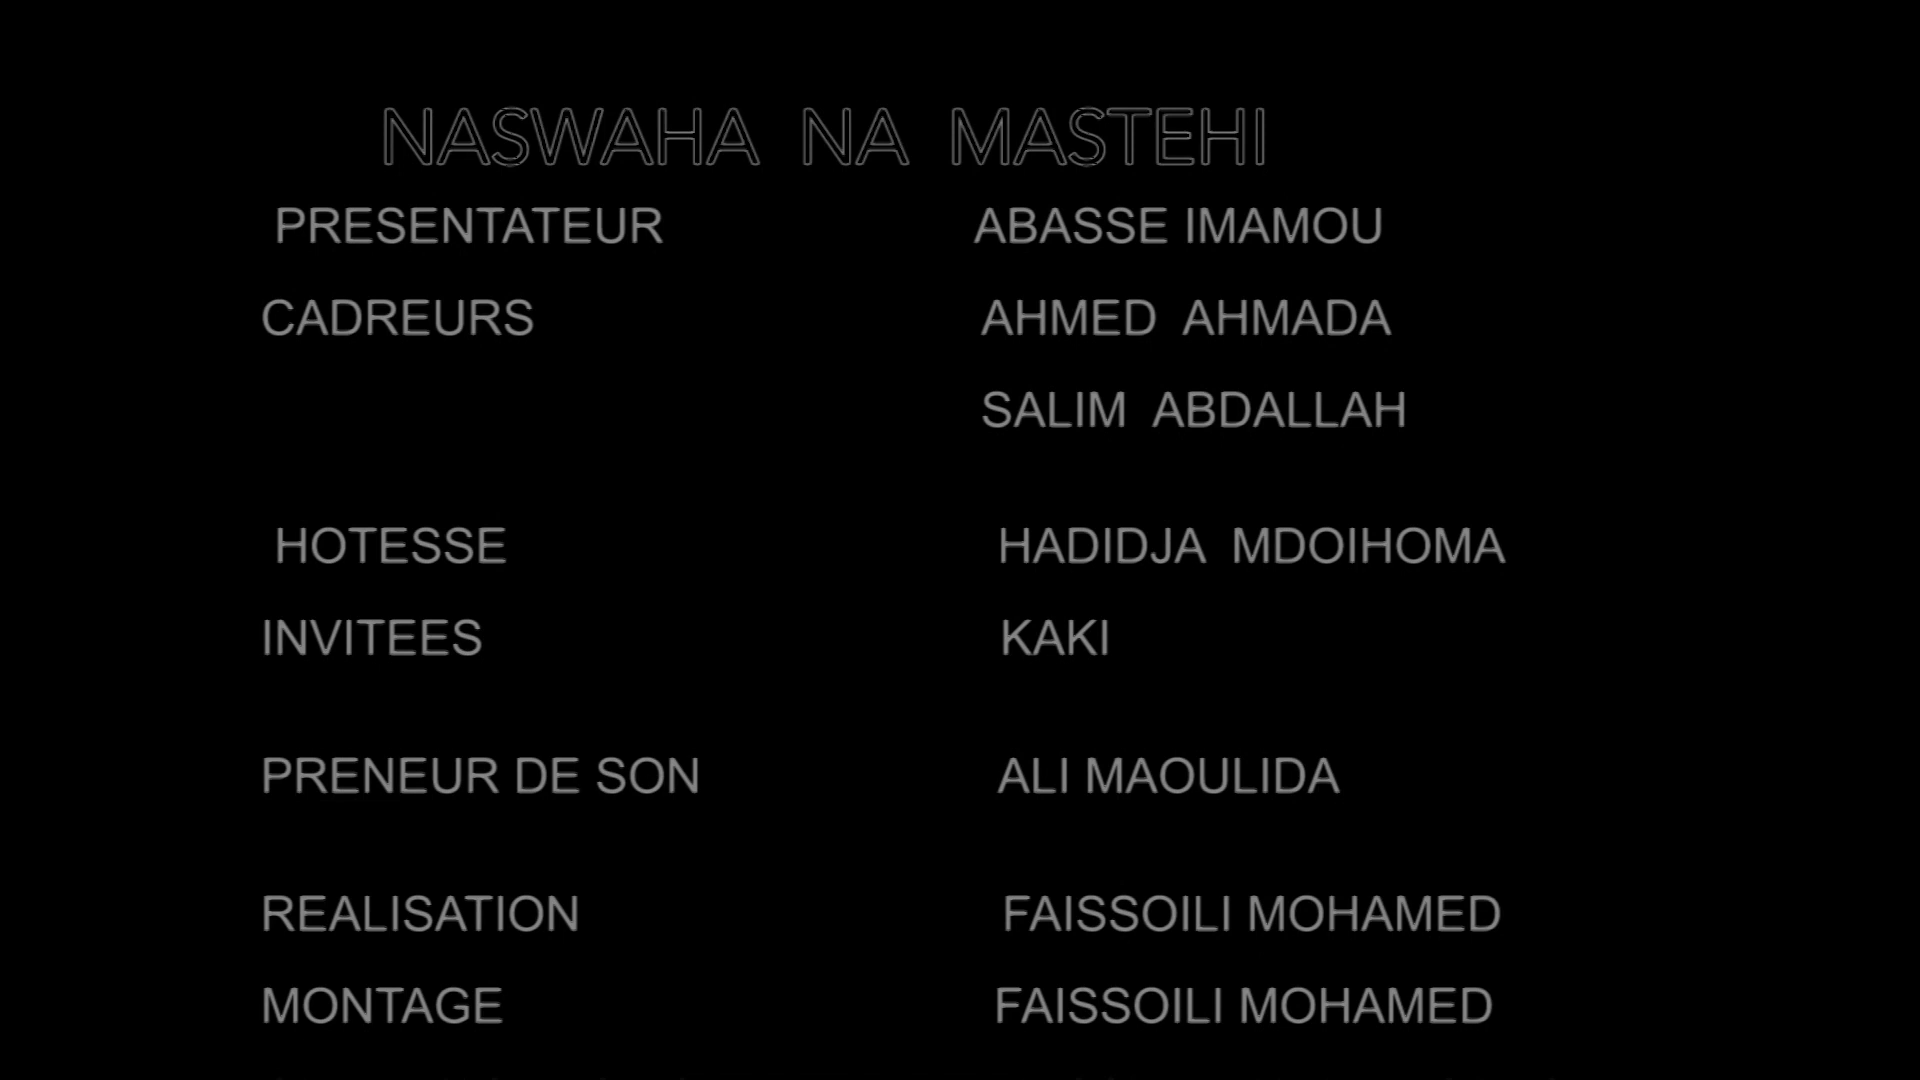 NASWAHA NA MASTEHI
PRESENTATEUR ABASSE IMAMOU
CADREURS AHMED AHMADA
SALIM ABDALLAH
HOTESSE HADIDJA MDOIHOMA
INVITEES KAKI
PRENEUR DE SON ALI MAOULIDA
REALISATION FAISSOILI MOHAMED
MONTAGE FAISSOILI MOHAMED